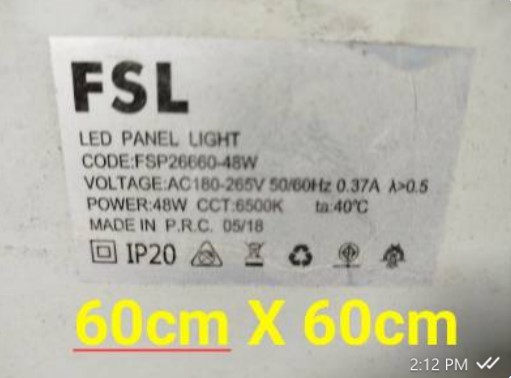 FSL
LED PANEL LIGHT
CODE:FSP26660-48W
VOLTAGE:AC180-265V 50/60Hz 0.37A λ>0.5
POWER:48W CCT:6500K ta:40℃
MADE IN P.R.C. 05/18
IP20
60cm X 60cm
2:12 PM